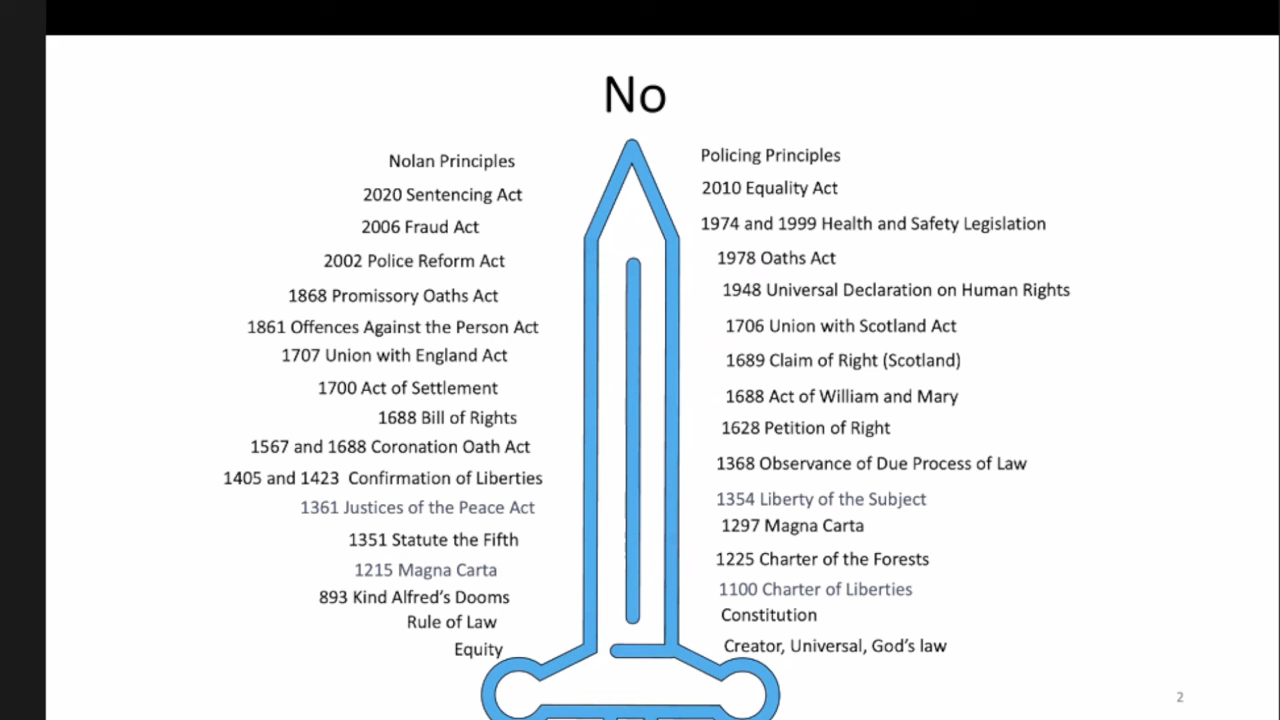 No
Nolan Principles
2020 Sentencing Act
2006 Fraud Act
2002 Police Reform Act
1868 Promissory Oaths Act
1861 Offences Against the Person Act
1707 Union with England Act
1700 Act of Settlement
1688 Bill of Rights
1567 and 1688 Coronation Oath Act
1405 and 1423 Confirmation of Liberties
1361 Justices of the Peace Act
1351 Statute the Fifth
1215 Magna Carta
893 Kind Alfred's Dooms
Rule of Law
Equity
Policing Principles
2010 Equality Act
1974 and 1999 Health and Safety Legislation
1978 Oaths Act
1948 Universal Declaration on Human Rights
1706 Union with Scotland Act
1689 Claim of Right (Scotland)
1688 Act of William and Mary
1628 Petition of Right
1368 Observance of Due Process of Law
1354 Liberty of the Subject
1297 Magna Carta
1225 Charter of the Forests
1100 Charter of Liberties
Constitution
Creator, Universal, God's law
2